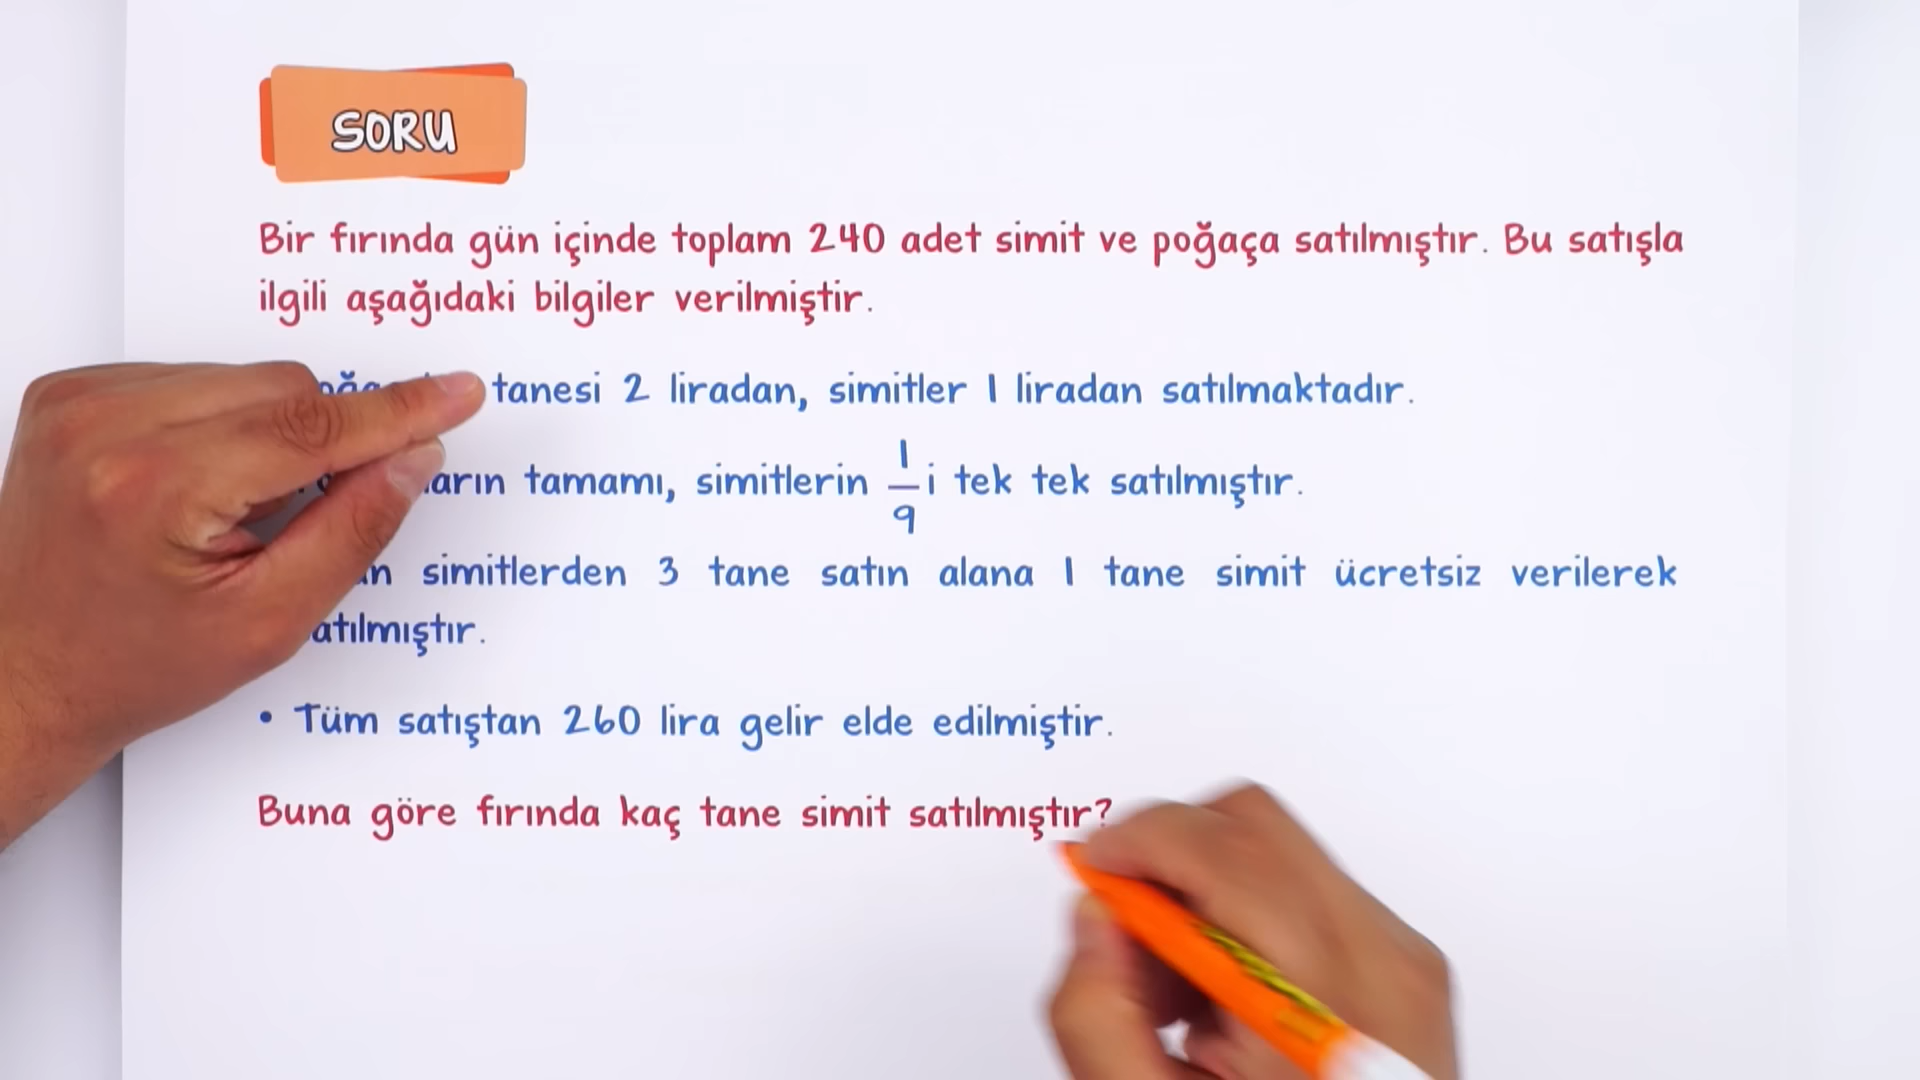 SORU
Bir fırında gün içinde toplam 240 adet simit ve poğaça satılmıştır. Bu satışla
ilgili aşağıdaki bilgiler verilmiştir.
tanesi 2 liradan, simitler 1 liradan satılmaktadır.
tamamı, simitlerin 1/9 i tek tek satılmıştır.
simitlerden 3 tane satın alana 1 tane simit ücretsiz verilerek
• Tüm satıştan 260 lira gelir elde edilmiştir.
Buna göre fırında kaç tane simit satılmıştır?